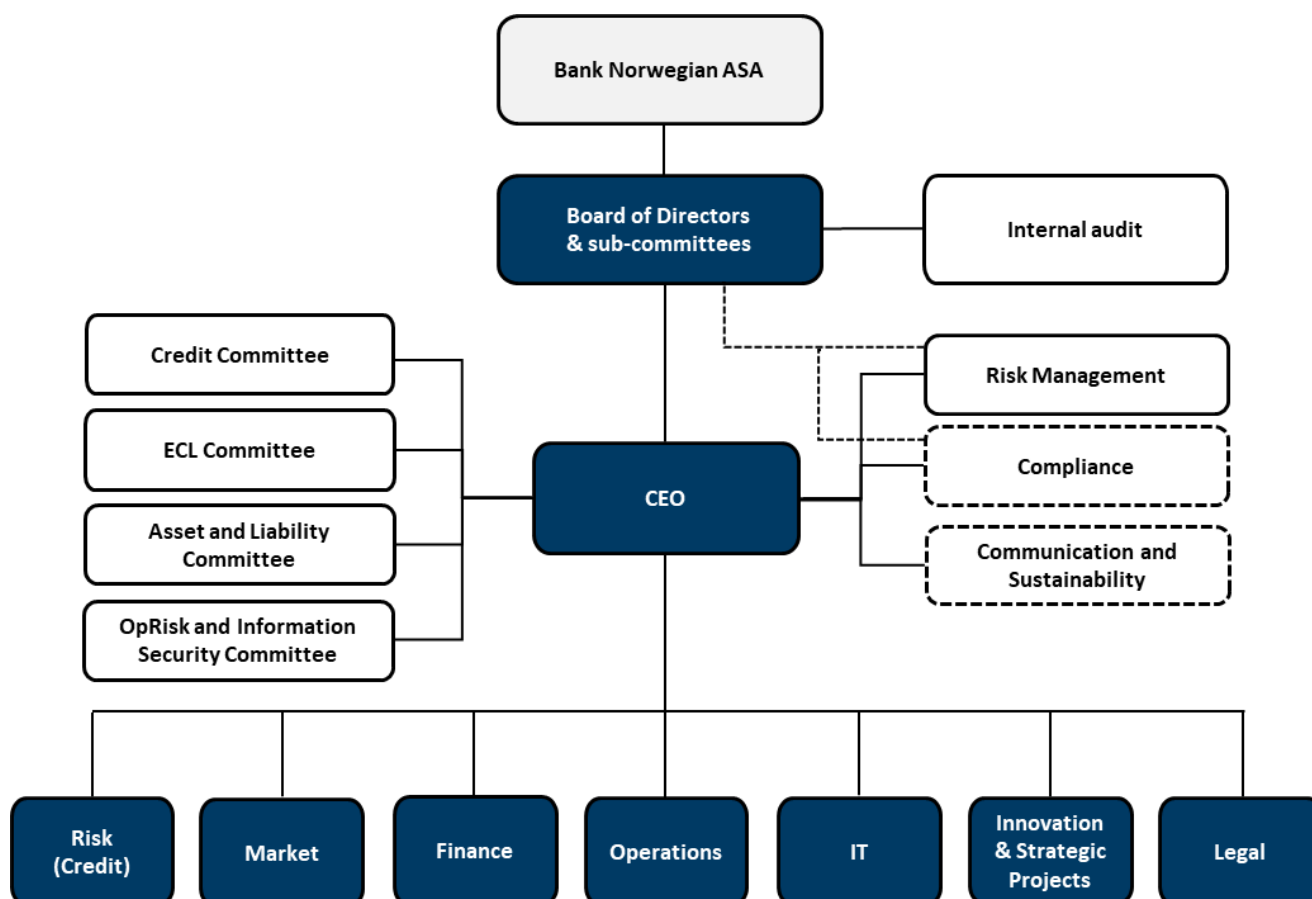 Bank Norwegian ASA
Board of Directors
& sub-committees
Internal audit
Credit Committee
ECL Committee
Asset and Liability
Committee
OpRisk and Information
Security Committee
CEO
Risk Management
Compliance
Communication and
Sustainability
Risk
(Credit)
Market
Finance
Operations
IT
Innovation
& Strategic
Projects
Legal